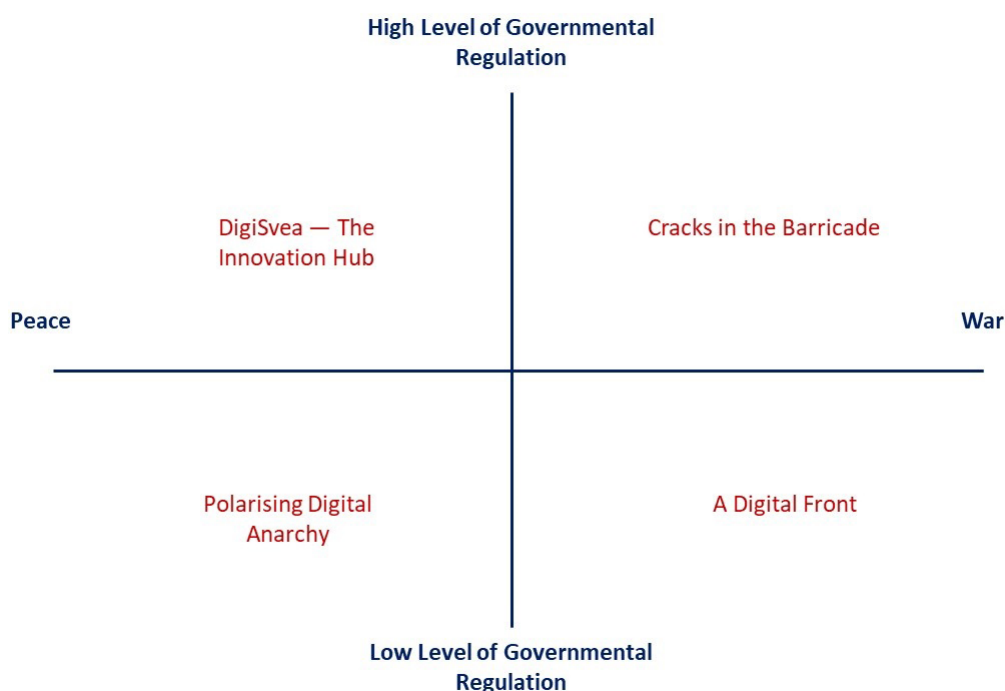 High Level of Governmental
Regulation
DigiSvea — The
Innovation Hub
Cracks in the Barricade
Peace
War
Polarising Digital
Anarchy
A Digital Front
Low Level of Governmental
Regulation